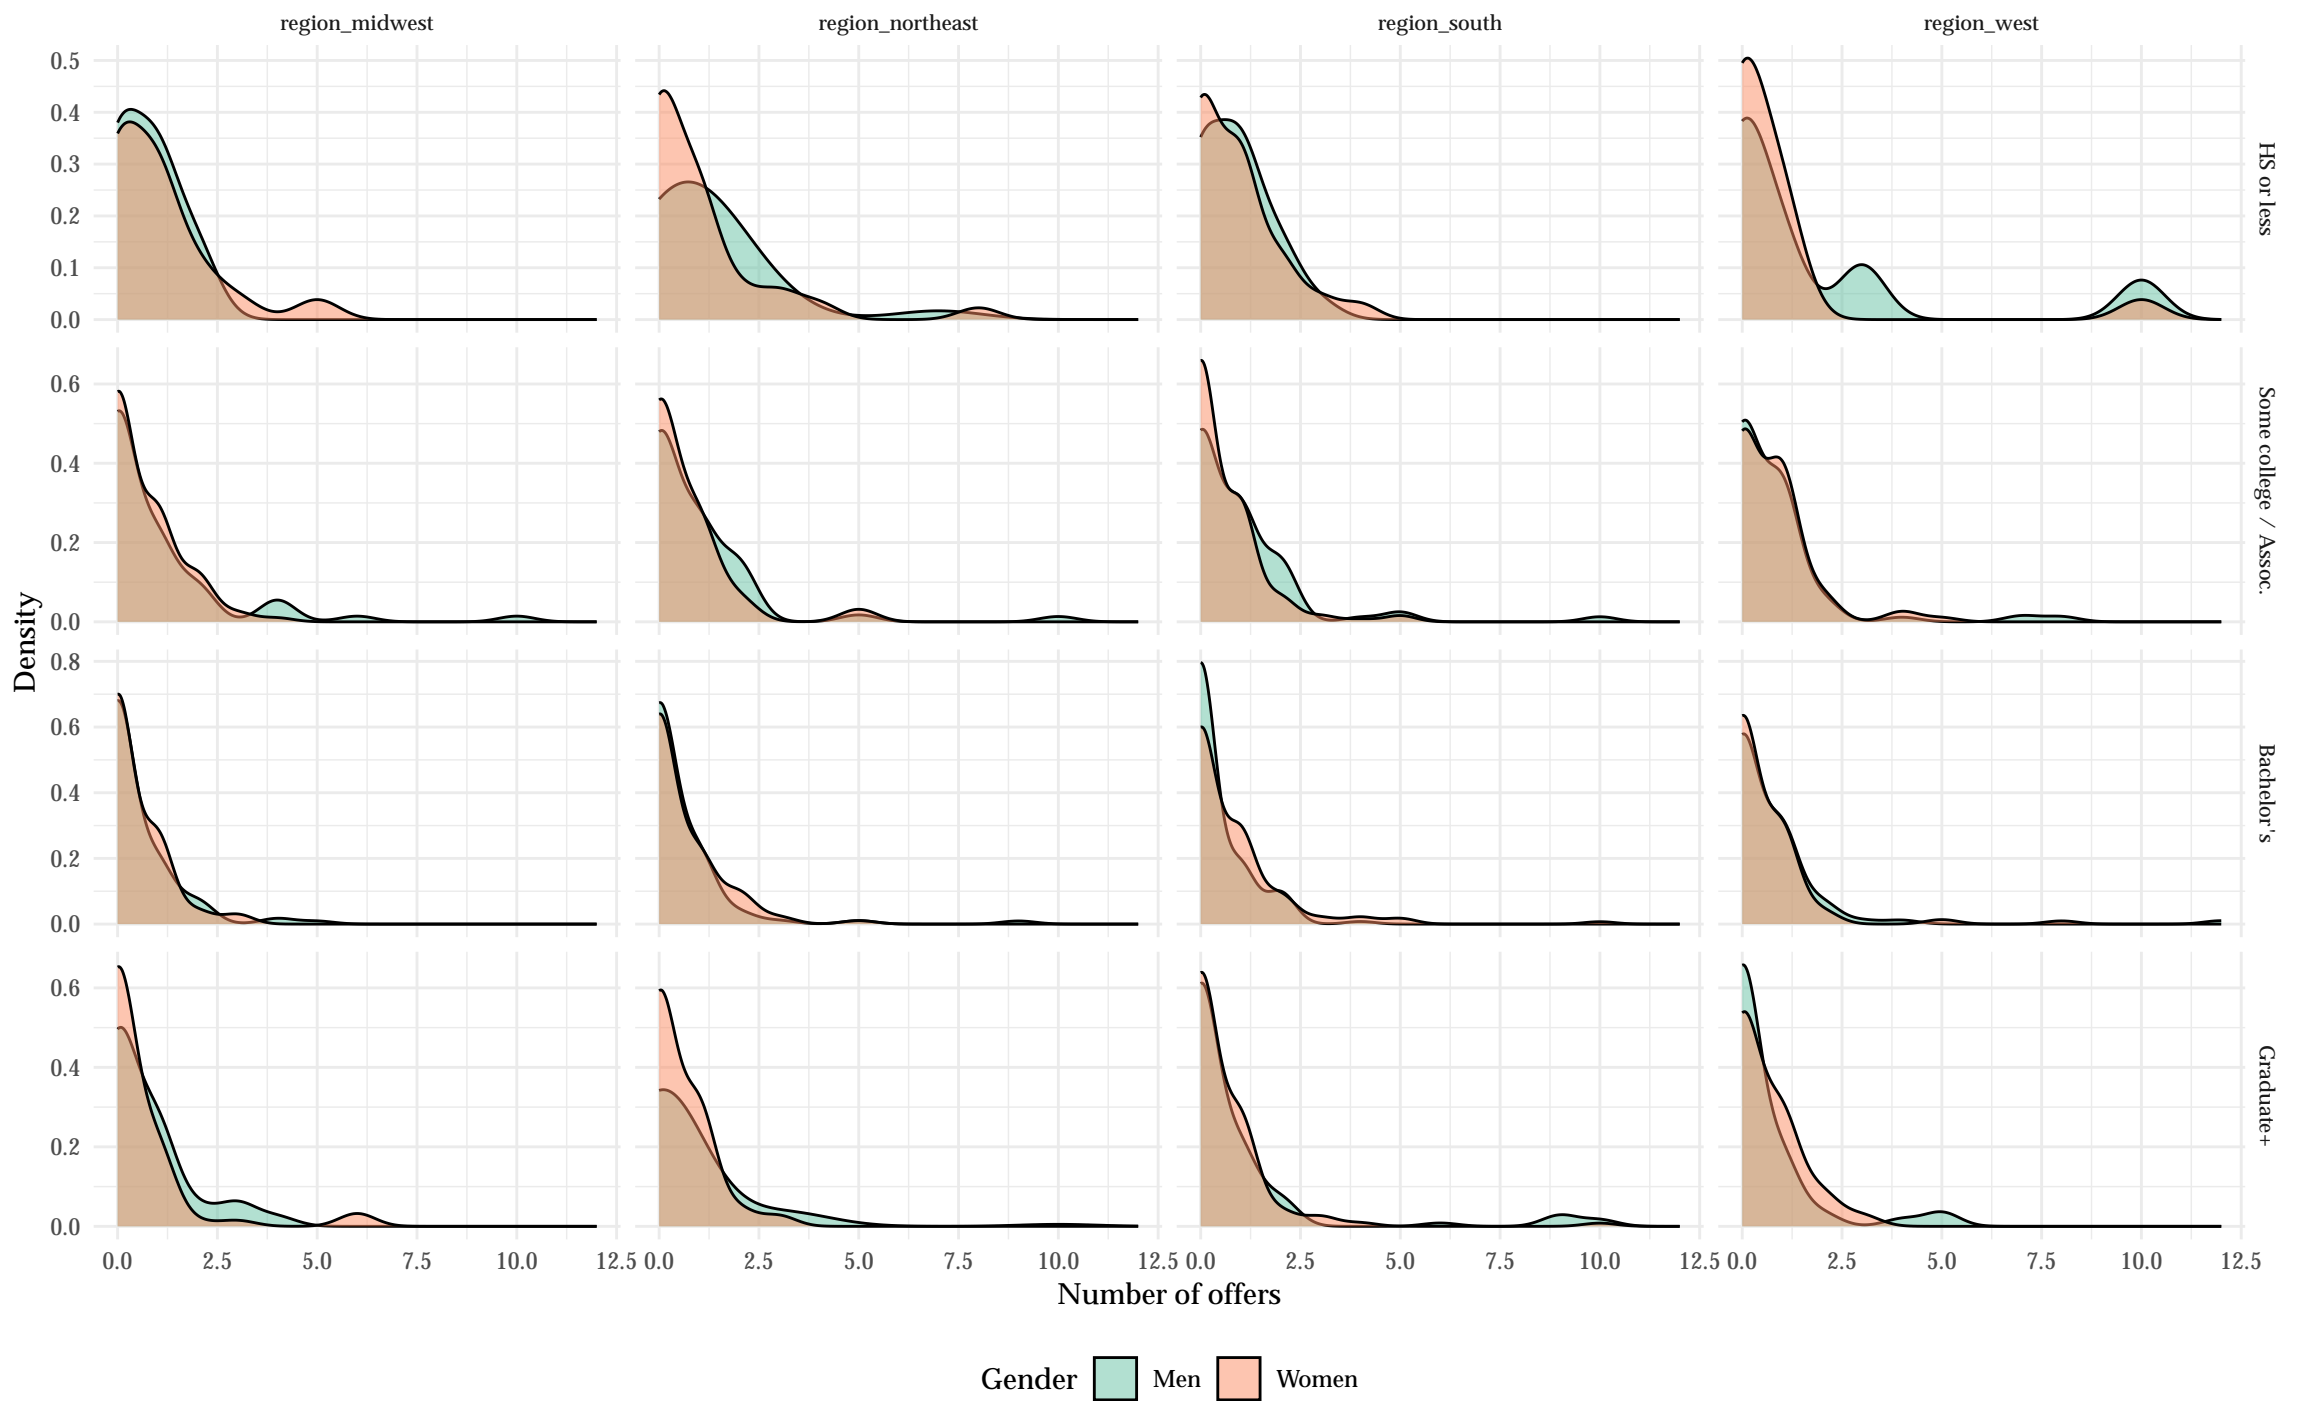 region_midwest region_northeast region_south region_west
0.5
0.4
0.3
0.2
0.1
0.0
HS or less
0.6
0.4
0.2
0.0
Some college / Assoc.
0.8
0.6
0.4
0.2
0.0
Bachelor's
0.6
0.4
0.2
0.0
Graduate+
Density
0.0 2.5 5.0 7.5 10.0 12.5 0.0 2.5 5.0 7.5 10.0 12.5 0.0 2.5 5.0 7.5 10.0 12.5 0.0 2.5 5.0 7.5 10.0 12.5
Number of offers
Gender Men Women